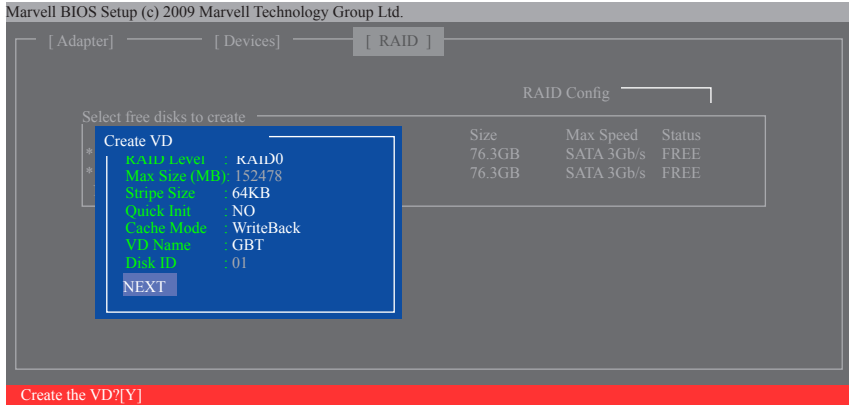 Marvell BIOS Setup (c) 2009 Marvell Technology Group Ltd.
[ Adapter] [ Devices] [ RAID ]
RAID Config
Select free disks to create
Size Max Speed Status
* 76.3GB SATA 3Gb/s FREE
* 76.3GB SATA 3Gb/s FREE
Create VD
RAID Level : RAID0
Max Size (MB): 152478
Stripe Size : 64KB
Quick Init : NO
Cache Mode : WriteBack
VD Name : GBT
Disk ID : 01
NEXT
Create the VD?[Y]